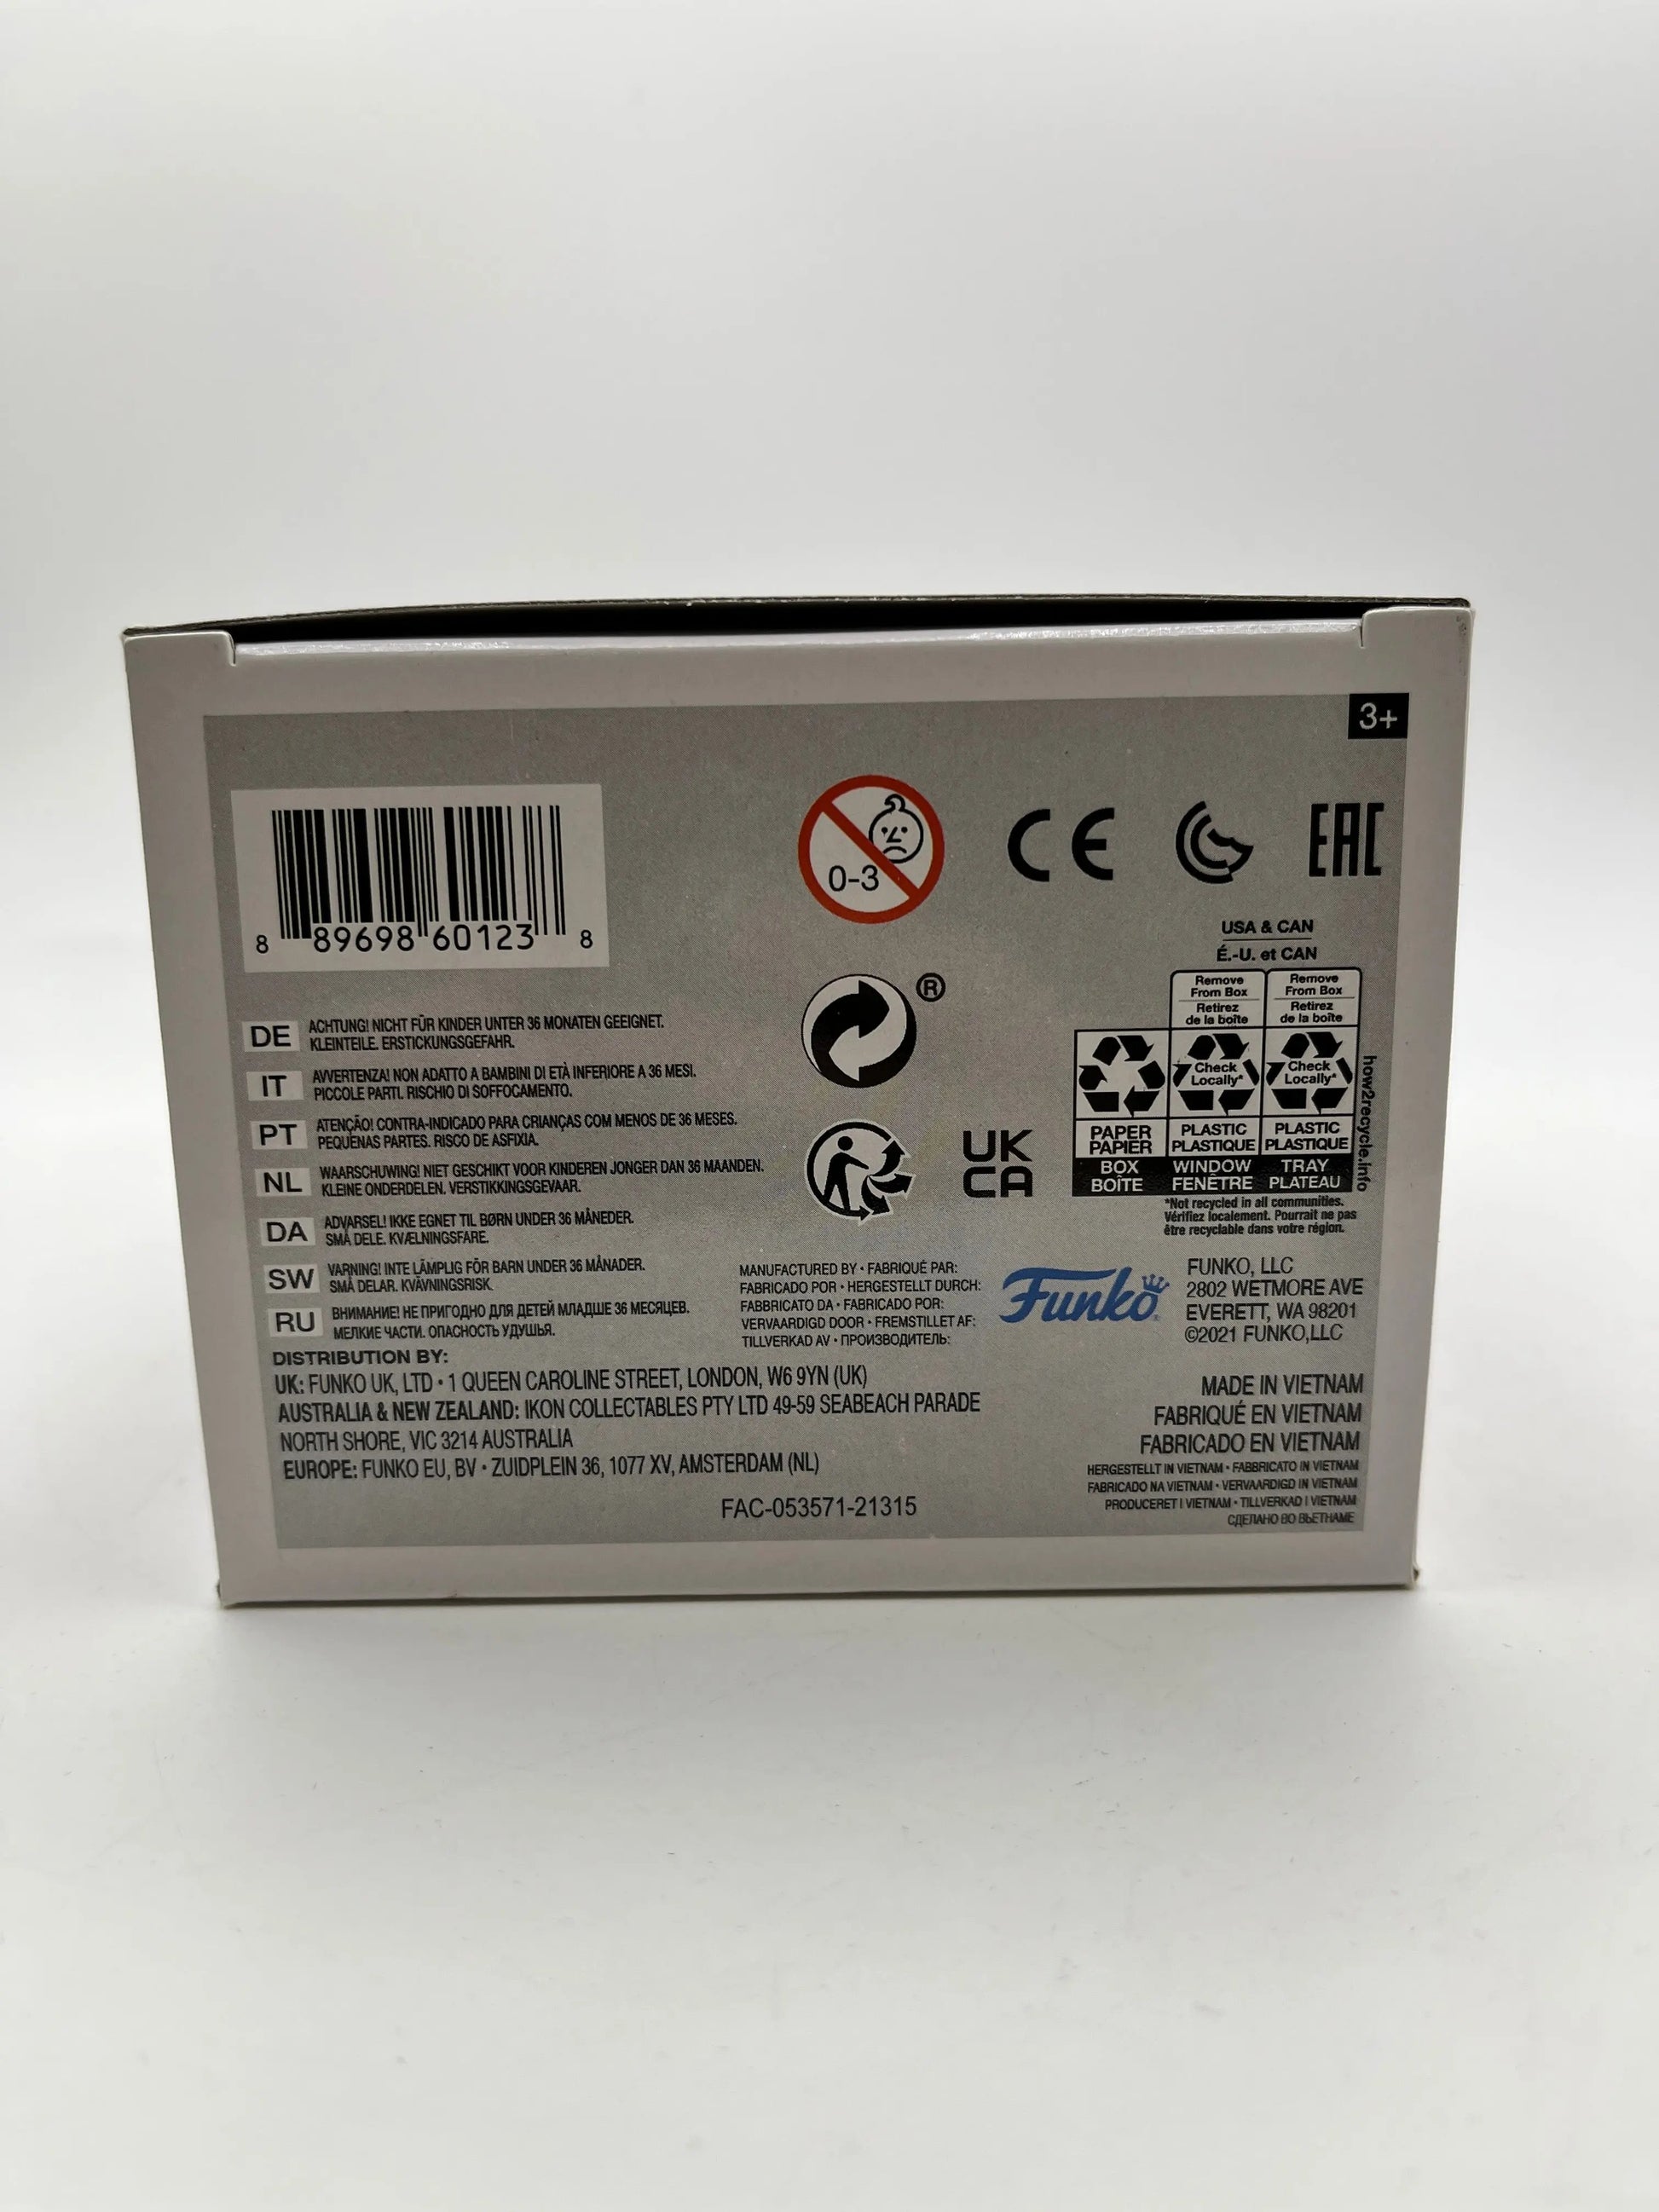 3+
8 89698 60123 8
0-3
CE
EAC
USA & CAN
É.-U. et CAN
Remove
From Box
Retirez
de la boîte
Remove
From Box
Retirez
de la boîte
Check
Locally*
Check
Locally*
PAPER
PAPIER
PLASTIC
PLASTIQUE
PLASTIC
PLASTIQUE
BOX
BOÎTE
WINDOW
FENÊTRE
TRAY
PLATEAU
how2recycle.info
*Not recycled in all communities.
Vérifiez localement. Pourrait ne pas
être recyclable dans votre région.
®
UK
CA
DE ACHTUNG! NICHT FÜR KINDER UNTER 36 MONATEN GEEIGNET.
KLEINTEILE. ERSTICKUNGSGEFAHR.
IT AVVERTENZA! NON ADATTO A BAMBINI DI ETÀ INFERIORE A 36 MESI.
PICCOLE PARTI. RISCHIO DI SOFFOCAMENTO.
PT ATENÇÃO! CONTRA-INDICADO PARA CRIANÇAS COM MENOS DE 36 MESES.
PEQUENAS PARTES. RISCO DE ASFIXIA.
NL WAARSCHUWING! NIET GESCHIKT VOOR KINDEREN JONGER DAN 36 MAANDEN.
KLEINE ONDERDELEN. VERSTIKKINGSGEVAAR.
DA ADVARSEL! IKKE EGNET TIL BØRN UNDER 36 MÅNEDER.
SMÅ DELE. KVÆLNINGSFARE.
SW VARNING! INTE LÄMPLIG FÖR BARN UNDER 36 MÅNADER.
SMÅ DELAR. KVÄVNINGSRISK.
RU ВНИМАНИЕ! НЕ ПРИГОДНО ДЛЯ ДЕТЕЙ МЛАДШЕ 36 МЕСЯЦЕВ.
МЕЛКИЕ ЧАСТИ. ОПАСНОСТЬ УДУШЬЯ.
MANUFACTURED BY • FABRIQUÉ PAR:
FABRICADO POR • HERGESTELLT DURCH:
FABBRICATO DA • FABRICADO POR:
VERVAARDIGD DOOR • FREMSTILLET AF:
TILLVERKAD AV • ПРОИЗВОДИТЕЛЬ:
Funko
FUNKO, LLC
2802 WETMORE AVE
EVERETT, WA 98201
©2021 FUNKO,LLC
DISTRIBUTION BY:
UK: FUNKO UK, LTD • 1 QUEEN CAROLINE STREET, LONDON, W6 9YN (UK)
AUSTRALIA & NEW ZEALAND: IKON COLLECTABLES PTY LTD 49-59 SEABEACH PARADE
NORTH SHORE, VIC 3214 AUSTRALIA
EUROPE: FUNKO EU, BV • ZUIDPLEIN 36, 1077 XV, AMSTERDAM (NL)
FAC-053571-21315
MADE IN VIETNAM
FABRIQUÉ EN VIETNAM
FABRICADO EN VIETNAM
HERGESTELLT IN VIETNAM • FABBRICATO IN VIETNAM
FABRICADO NA VIETNAM • VERVAARDIGD IN VIETNAM
PRODUCERET I VIETNAM • TILLVERKAD I VIETNAM
СДЕЛАНО ВО ВЬЕТНАМЕ